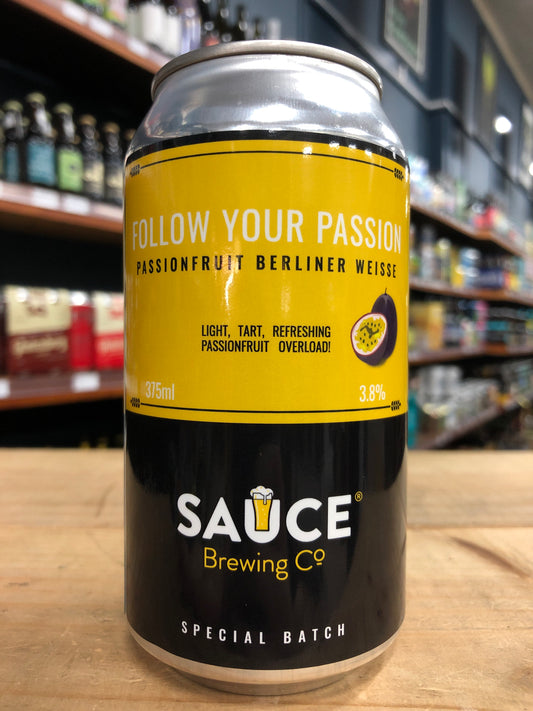 FOLLOW YOUR PASSION
PASSIONFRUIT BERLINER WEISSE
LIGHT, TART, REFRESHING
PASSIONFRUIT OVERLOAD!
375ml 3.8%
SAUCE®
Brewing Co
SPECIAL BATCH